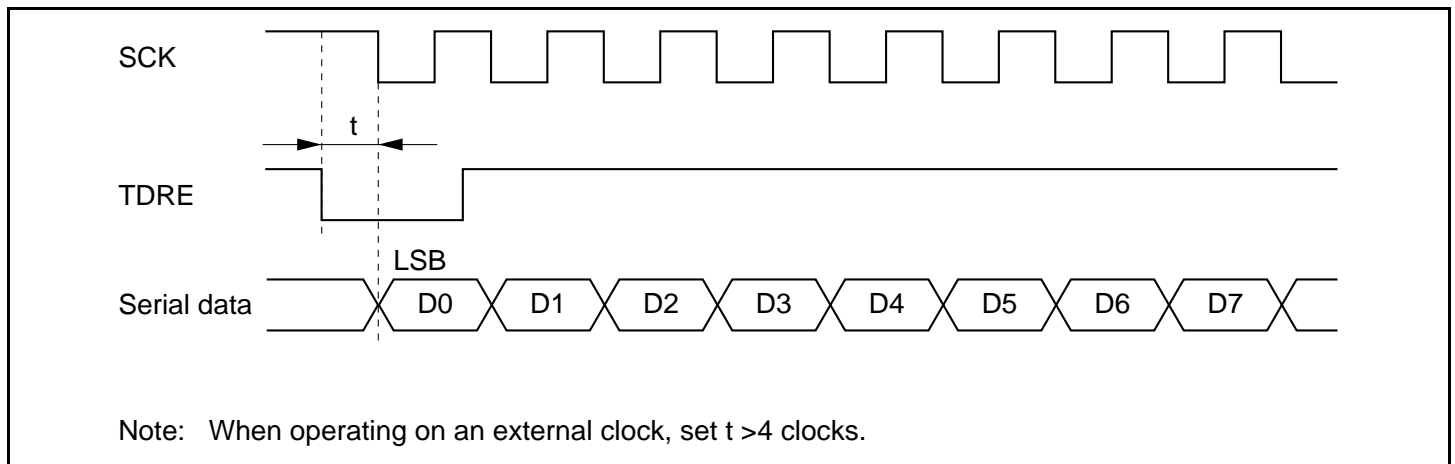 SCK
t
TDRE
LSB
Serial data D0 D1 D2 D3 D4 D5 D6 D7
Note: When operating on an external clock, set t >4 clocks.